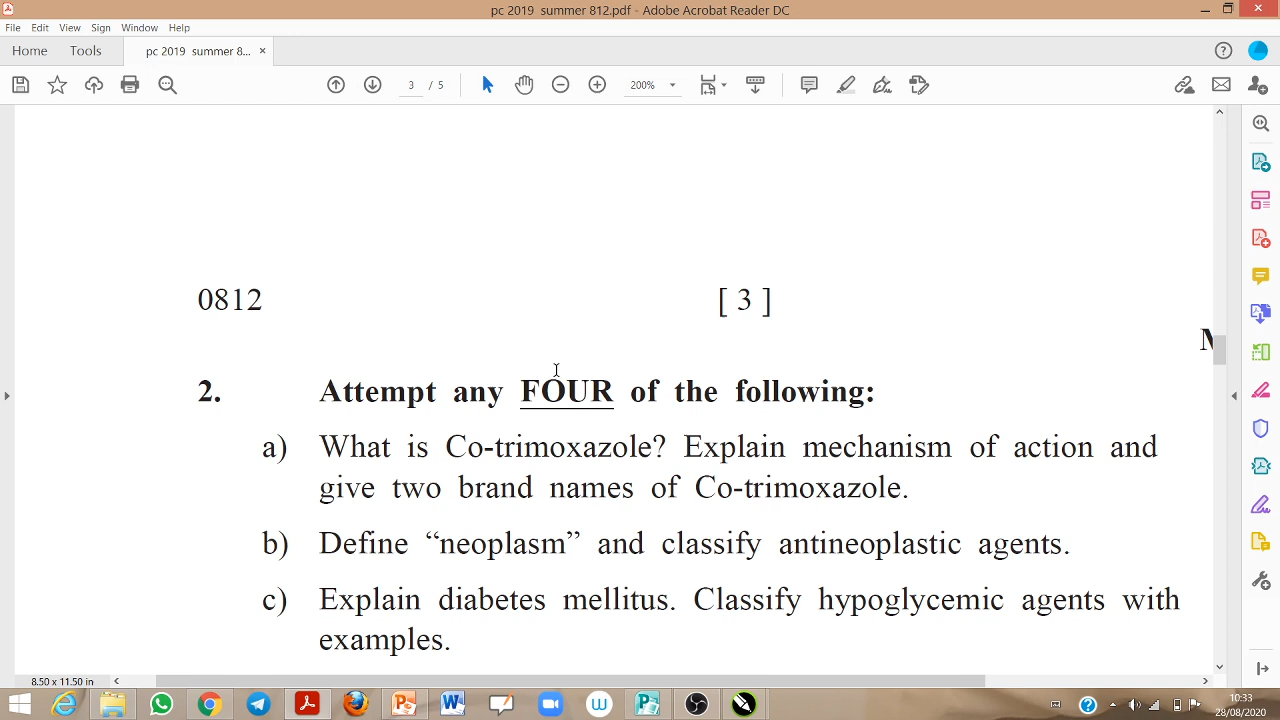 pc 2019 summer 812.pdf - Adobe Acrobat Reader DC
File Edit View Sign Window Help
Home Tools pc 2019 summer 8... ×
3 / 5 200%
0812 [ 3 ]
M
2. Attempt any FOUR of the following:
a) What is Co-trimoxazole? Explain mechanism of action and
give two brand names of Co-trimoxazole.
b) Define “neoplasm” and classify antineoplastic agents.
c) Explain diabetes mellitus. Classify hypoglycemic agents with
examples.
8.50 x 11.50 in
10:33
28/08/2020